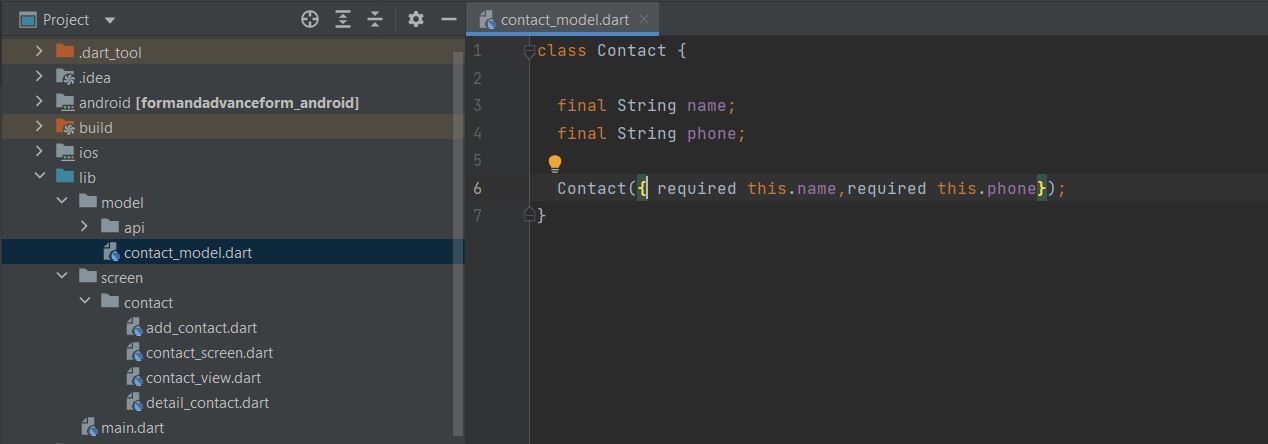 Project
.dart_tool
.idea
android [formandadvanceform_android]
build
ios
lib
model
api
contact_model.dart
screen
contact
add_contact.dart
contact_screen.dart
contact_view.dart
detail_contact.dart
main.dart
contact_model.dart
1 class Contact {
2
3 final String name;
4 final String phone;
5
6 Contact({ required this.name,required this.phone});
7 }